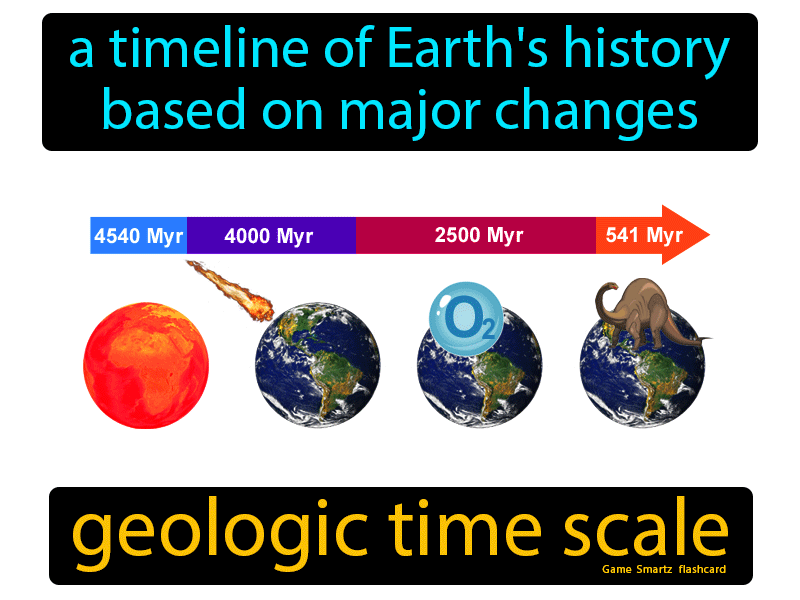 a timeline of Earth's history
based on major changes
4540 Myr 4000 Myr 2500 Myr 541 Myr
O2
geologic time scale
Game Smartz flashcard